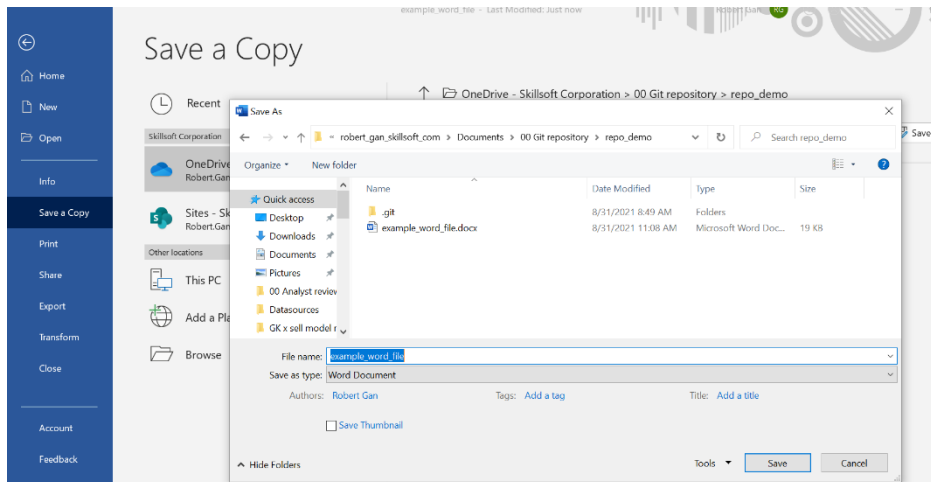 example_word_file - Last Modified: Just now
Robert Gan RG
Save a Copy
Home
New
Open
Info
Save a Copy
Print
Share
Export
Transform
Close
Account
Feedback
Recent
Skillsoft Corporation
OneDrive
Robert.Gan
Sites - Sk
Robert.Gan
Other locations
This PC
Add a Pla
Browse
OneDrive - Skillsoft Corporation > 00 Git repository > repo_demo
Save
Save As
« robert_gan_skillsoft_com > Documents > 00 Git repository > repo_demo
Search repo_demo
Organize
New folder
Quick access
Desktop
Downloads
Documents
Pictures
00 Analyst review
Datasources
GK x sell model r
Name Date Modified Type Size
.git 8/31/2021 8:49 AM Folders
example_word_file.docx 8/31/2021 11:08 AM Microsoft Word Doc... 19 KB
File name: example_word_file
Save as type: Word Document
Authors: Robert Gan Tags: Add a tag Title: Add a title
Save Thumbnail
Hide Folders
Tools Save Cancel